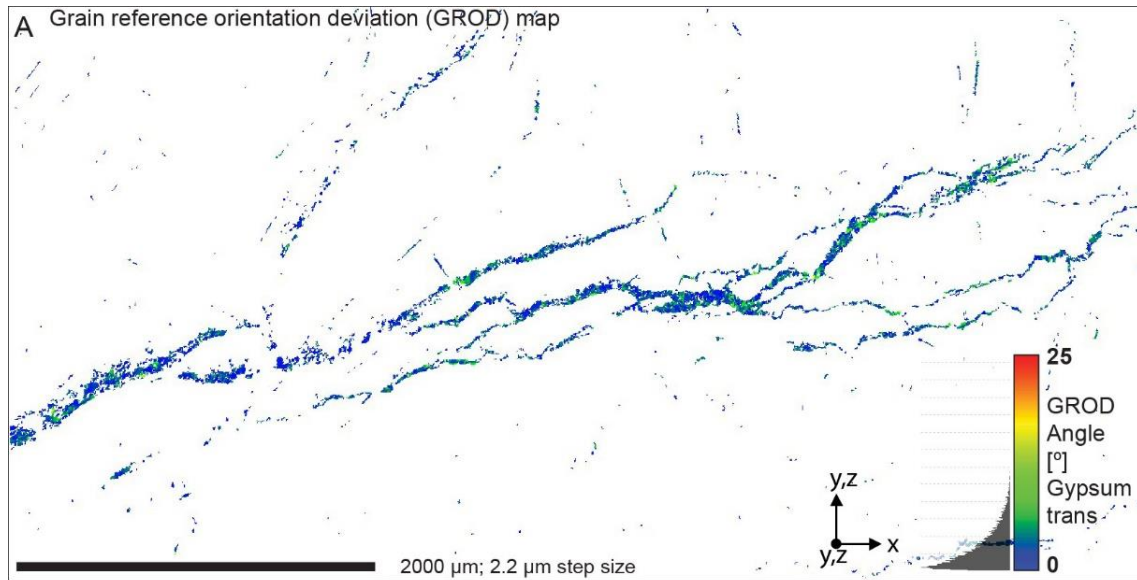 A Grain reference orientation deviation (GROD) map
25
GROD
Angle
[º]
Gypsum
trans
0
y,z
y,z
x
2000 µm; 2.2 µm step size